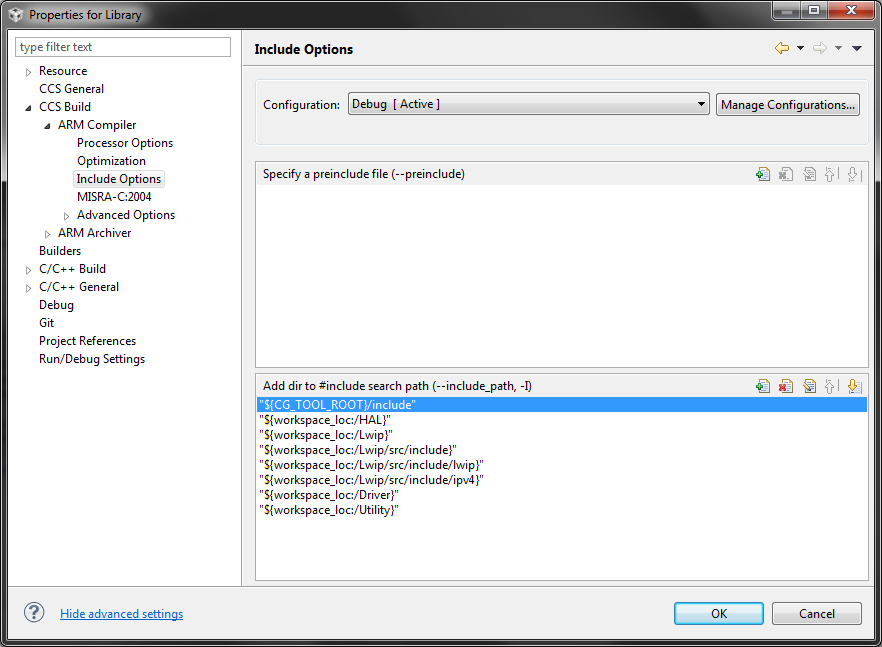 Properties for Library
type filter text
Resource
CCS General
CCS Build
ARM Compiler
Processor Options
Optimization
Include Options
MISRA-C:2004
Advanced Options
ARM Archiver
Builders
C/C++ Build
C/C++ General
Debug
Git
Project References
Run/Debug Settings
Include Options
Configuration: Debug [ Active ] Manage Configurations...
Specify a preinclude file (--preinclude)
Add dir to #include search path (--include_path, -I)
"${CG_TOOL_ROOT}/include"
"${workspace_loc:/HAL}"
"${workspace_loc:/Lwip}"
"${workspace_loc:/Lwip/src/include}"
"${workspace_loc:/Lwip/src/include/lwip}"
"${workspace_loc:/Lwip/src/include/ipv4}"
"${workspace_loc:/Driver}"
"${workspace_loc:/Utility}"
? Hide advanced settings
OK Cancel